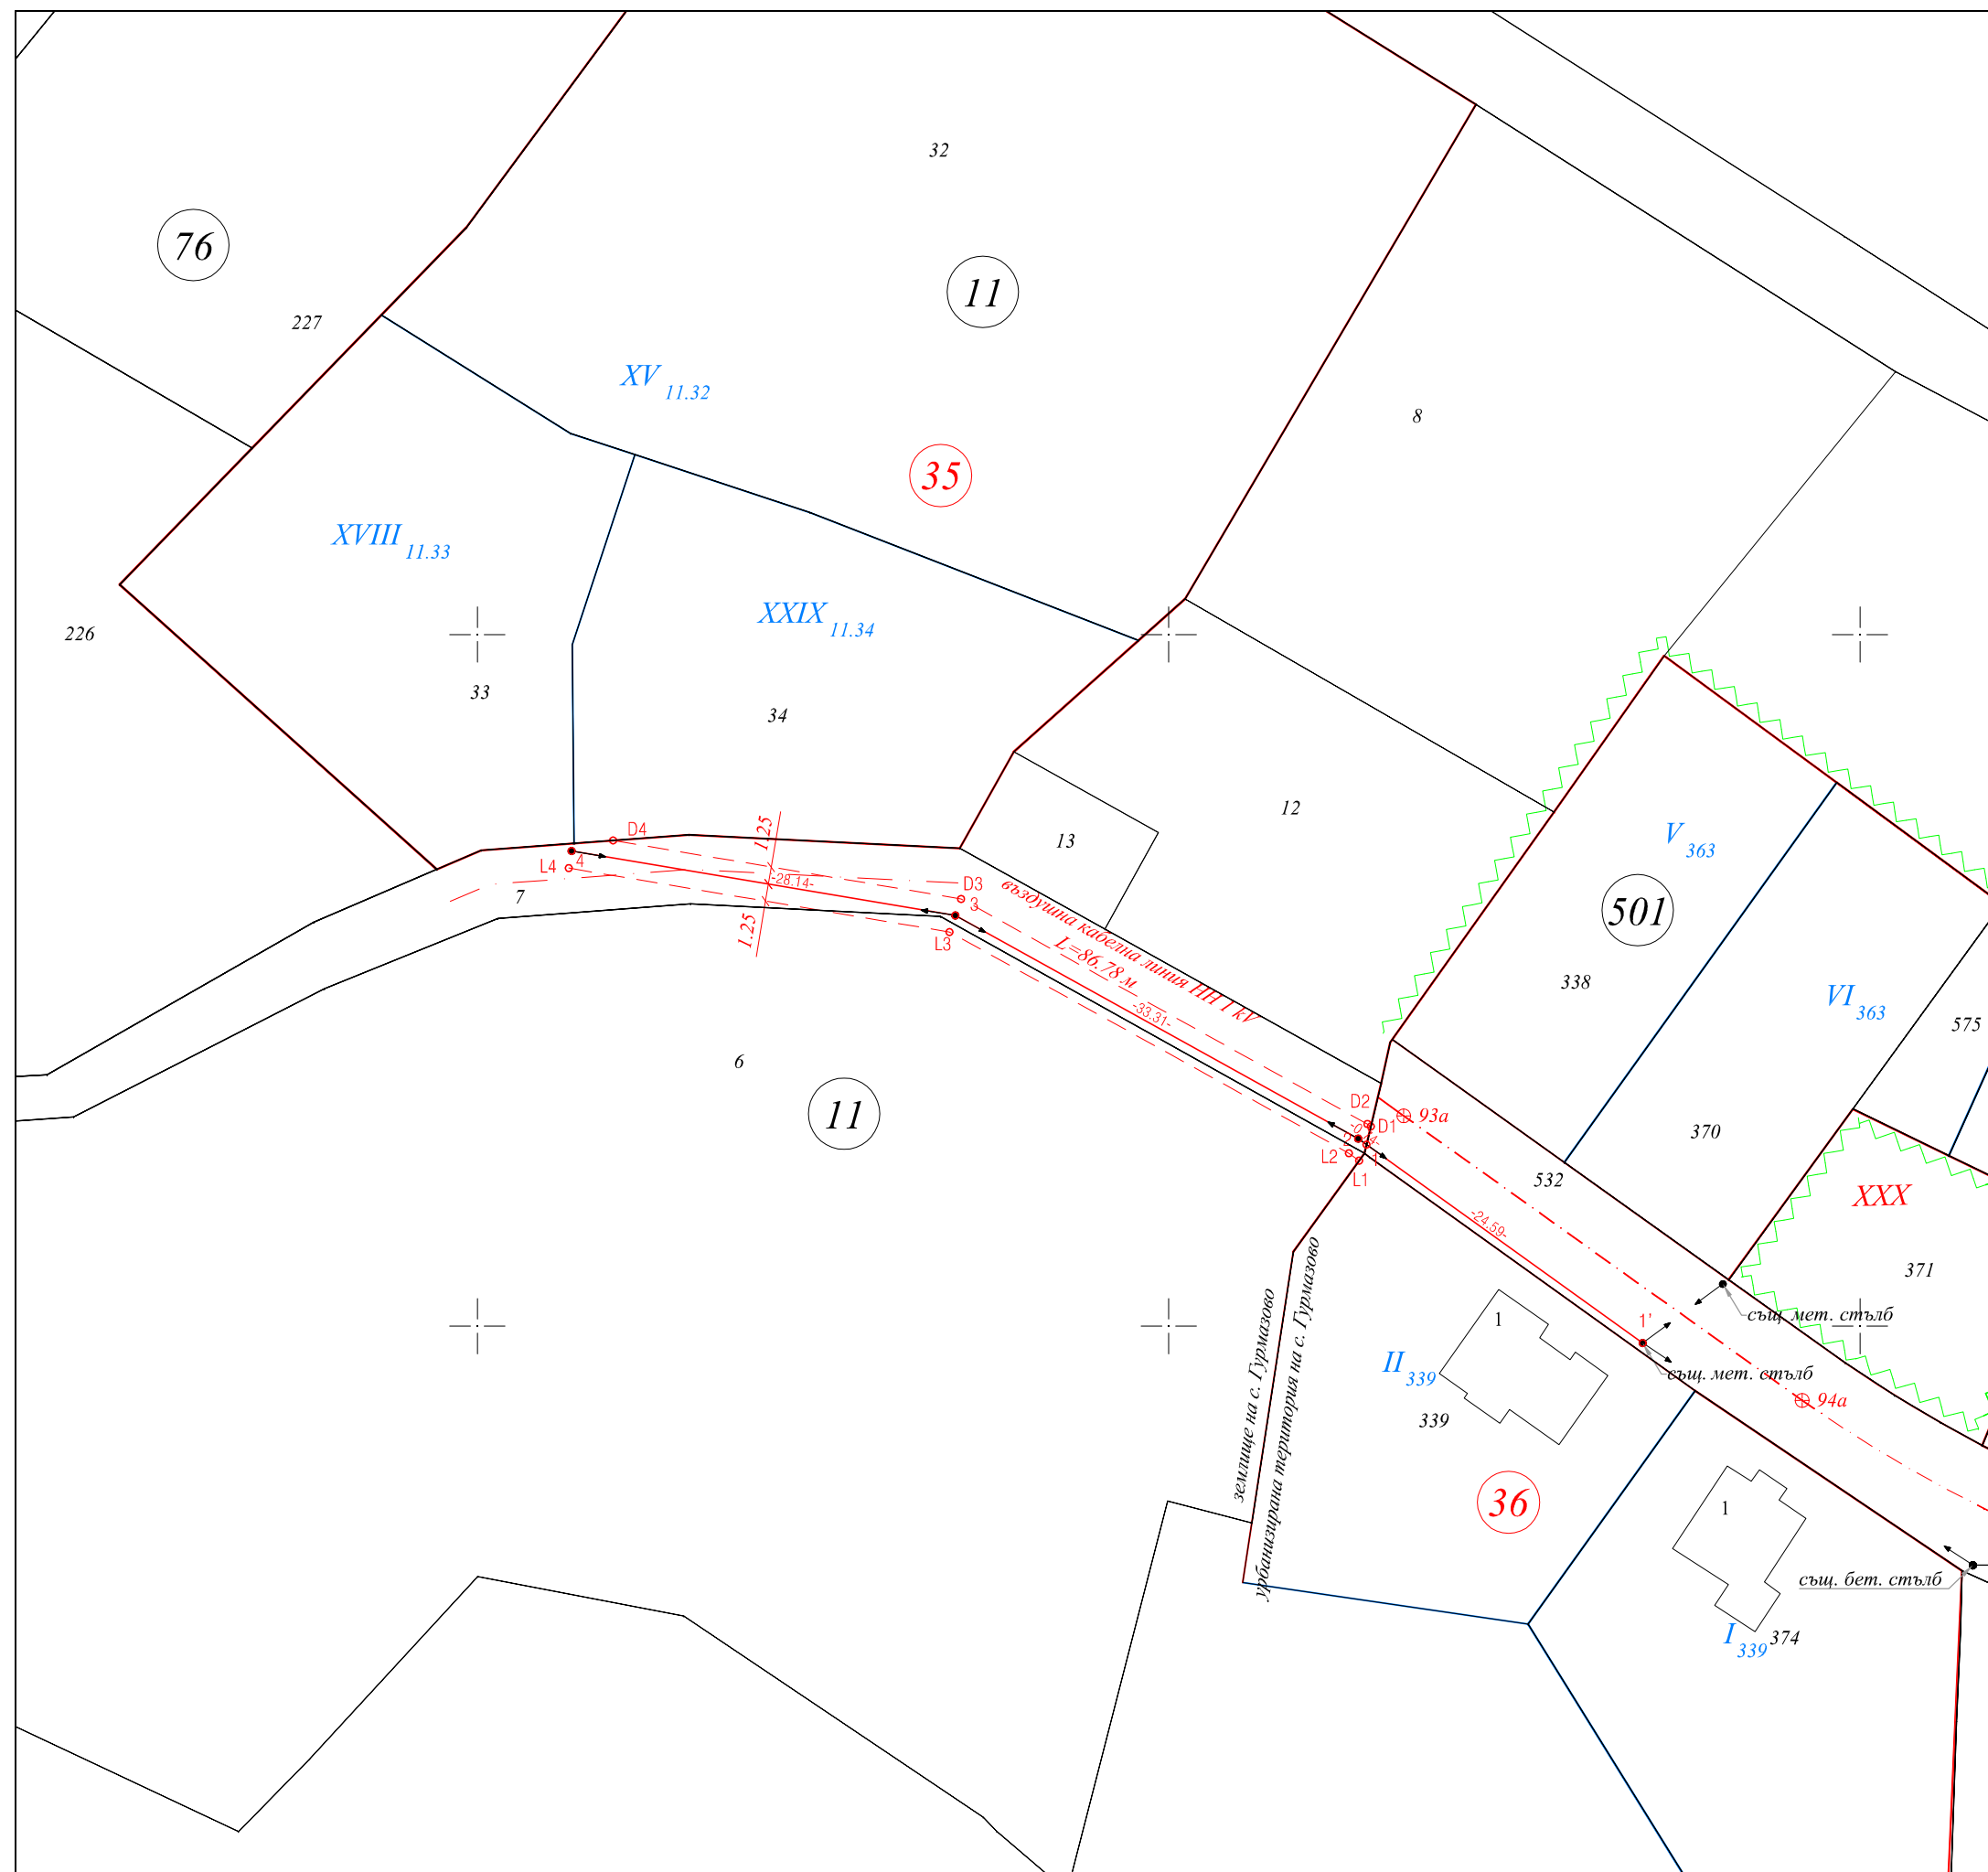 32
76
11
227
XV 11.32
8
35
XVIII 11.33
XXIX 11.34
226
33
34
12
13
V 363
501
D4
1.25
4
L4
-28.14-
7
D3
3
1.25
L3
въздушна кабелна линия НН 1 kV
L=86.78 м
-33.31-
338
VI 363
575
6
11
D2
D1
93а
2
1
L2
L1
370
532
XXX
-24.59-
371
землище на с. Гурмазово
урбанизирана територия на с. Гурмазово
1
същ. мет. стълб
1'
същ. мет. стълб
II 339
339
94а
36
1
същ. бет. стълб
I 339
374